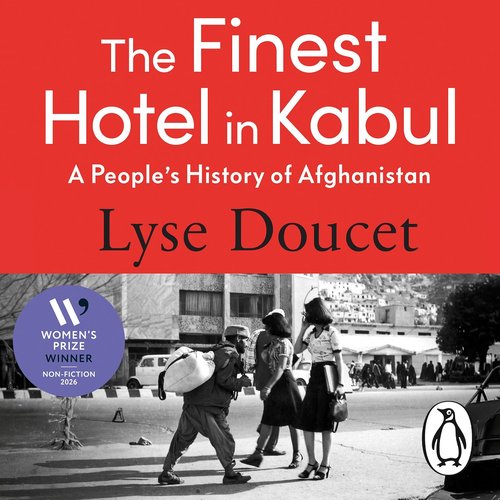 The Finest
Hotel in Kabul
A People's History of Afghanistan
Lyse Doucet
WOMEN'S
PRIZE
WINNER
NON-FICTION
2026